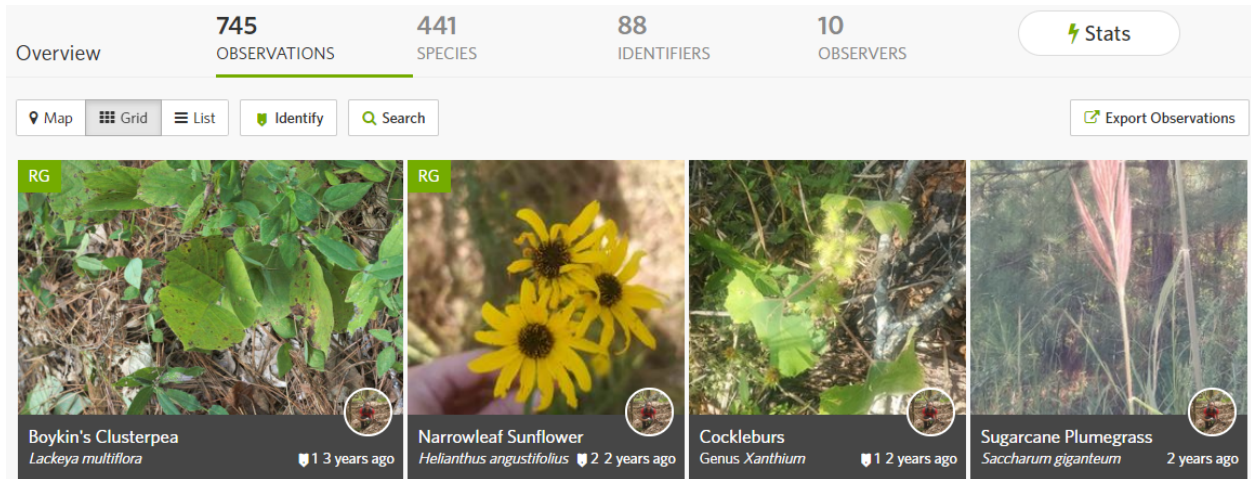 Overview
745
OBSERVATIONS
441
SPECIES
88
IDENTIFIERS
10
OBSERVERS
Stats
Map
Grid
List
Identify
Search
Export Observations
RG
Boykin's Clusterpea
Lackeya multiflora
1 3 years ago
RG
Narrowleaf Sunflower
Helianthus angustifolius
2 2 years ago
Cockleburs
Genus Xanthium
1 2 years ago
Sugarcane Plumegrass
Saccharum giganteum
2 years ago